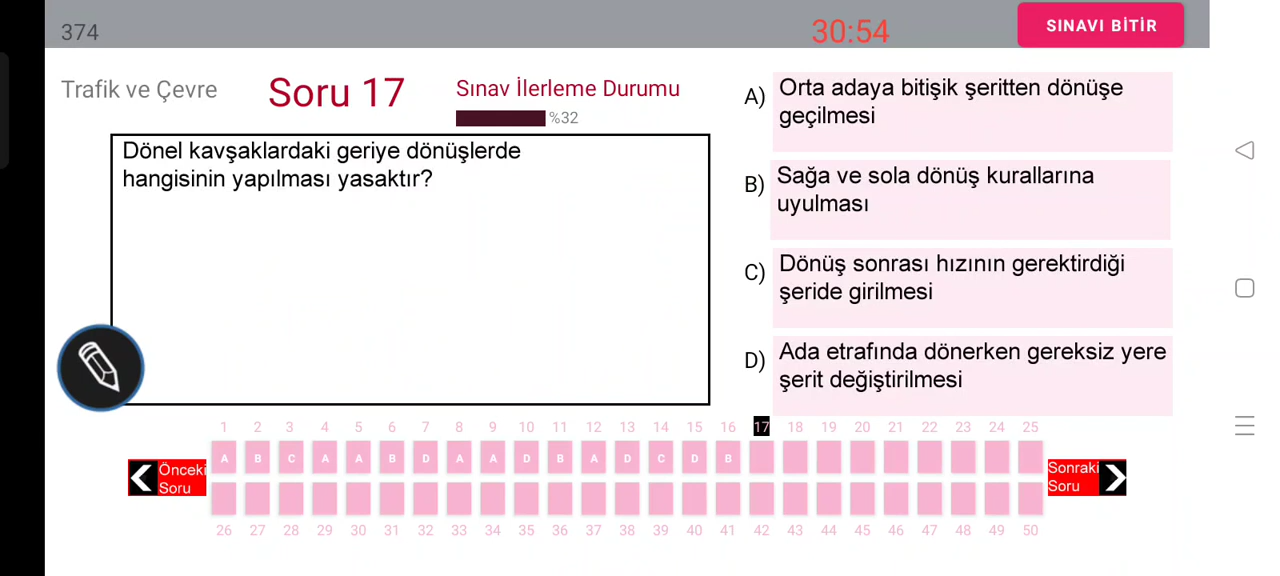 374
30:54
SINAVI BİTİR
Trafik ve Çevre
Soru 17
Sınav İlerleme Durumu
%32
Dönel kavşaklardaki geriye dönüşlerde
hangisinin yapılması yasaktır?
A)
Orta adaya bitişik şeritten dönüşe
geçilmesi
B)
Sağa ve sola dönüş kurallarına
uyulması
C)
Dönüş sonrası hızının gerektirdiği
şeride girilmesi
D)
Ada etrafında dönerken gereksiz yere
şerit değiştirilmesi
1 2 3 4 5 6 7 8 9 10 11 12 13 14 15 16 17 18 19 20 21 22 23 24 25
A B C A A B D A A D B A D C D B
Önceki
Soru
Sonraki
Soru
26 27 28 29 30 31 32 33 34 35 36 37 38 39 40 41 42 43 44 45 46 47 48 49 50